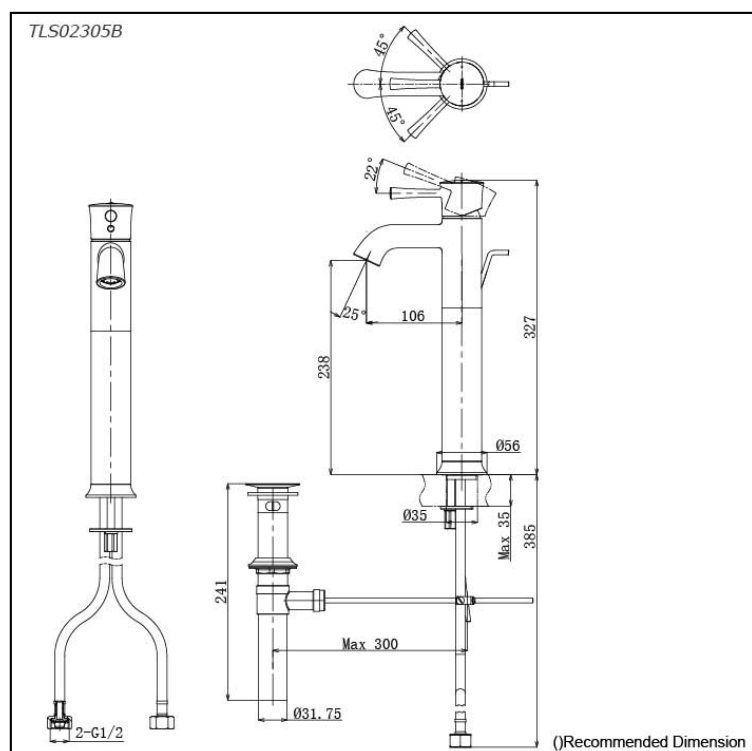 TLS02305B
45°
45°
22°
25°
106
238
327
Ø56
Ø35
Max 35
385
241
Max 300
Ø31.75
2-G1/2
()Recommended Dimension